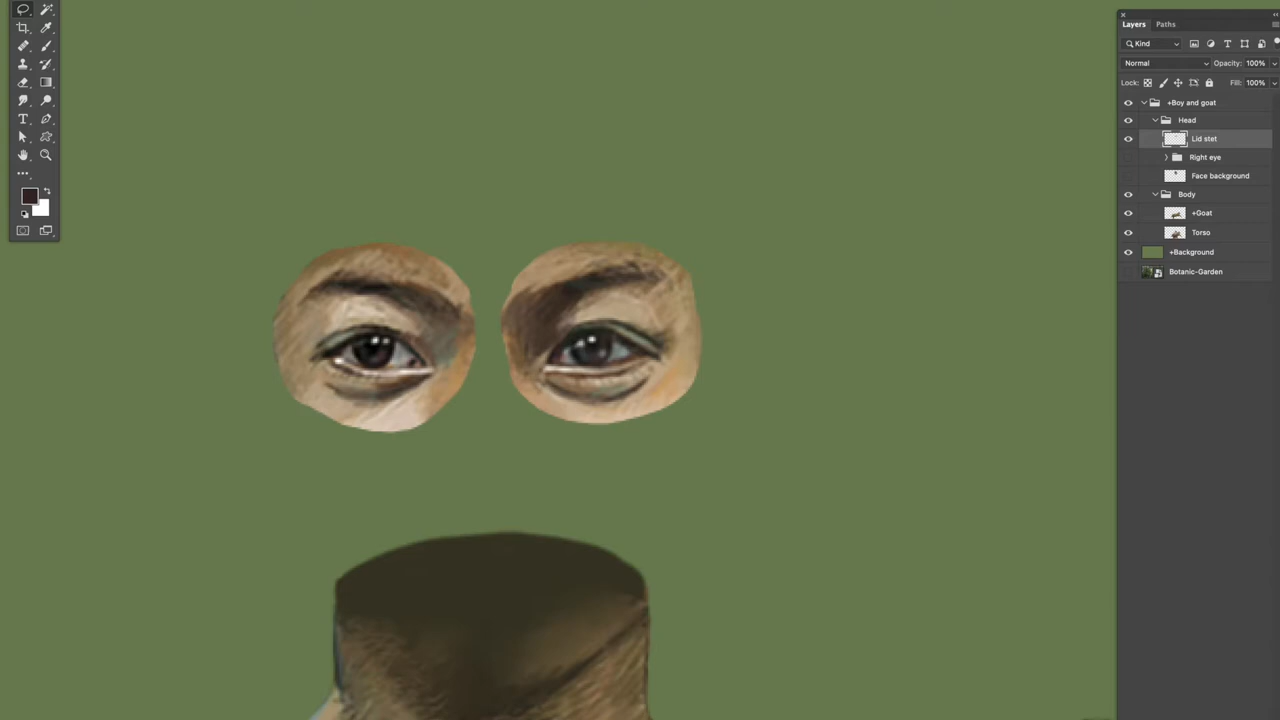 Layers Paths
Kind
Normal Opacity: 100%
Lock: Fill: 100%
+Boy and goat
Head
Lid stet
Right eye
Face background
Body
+Goat
Torso
+Background
Botanic-Garden